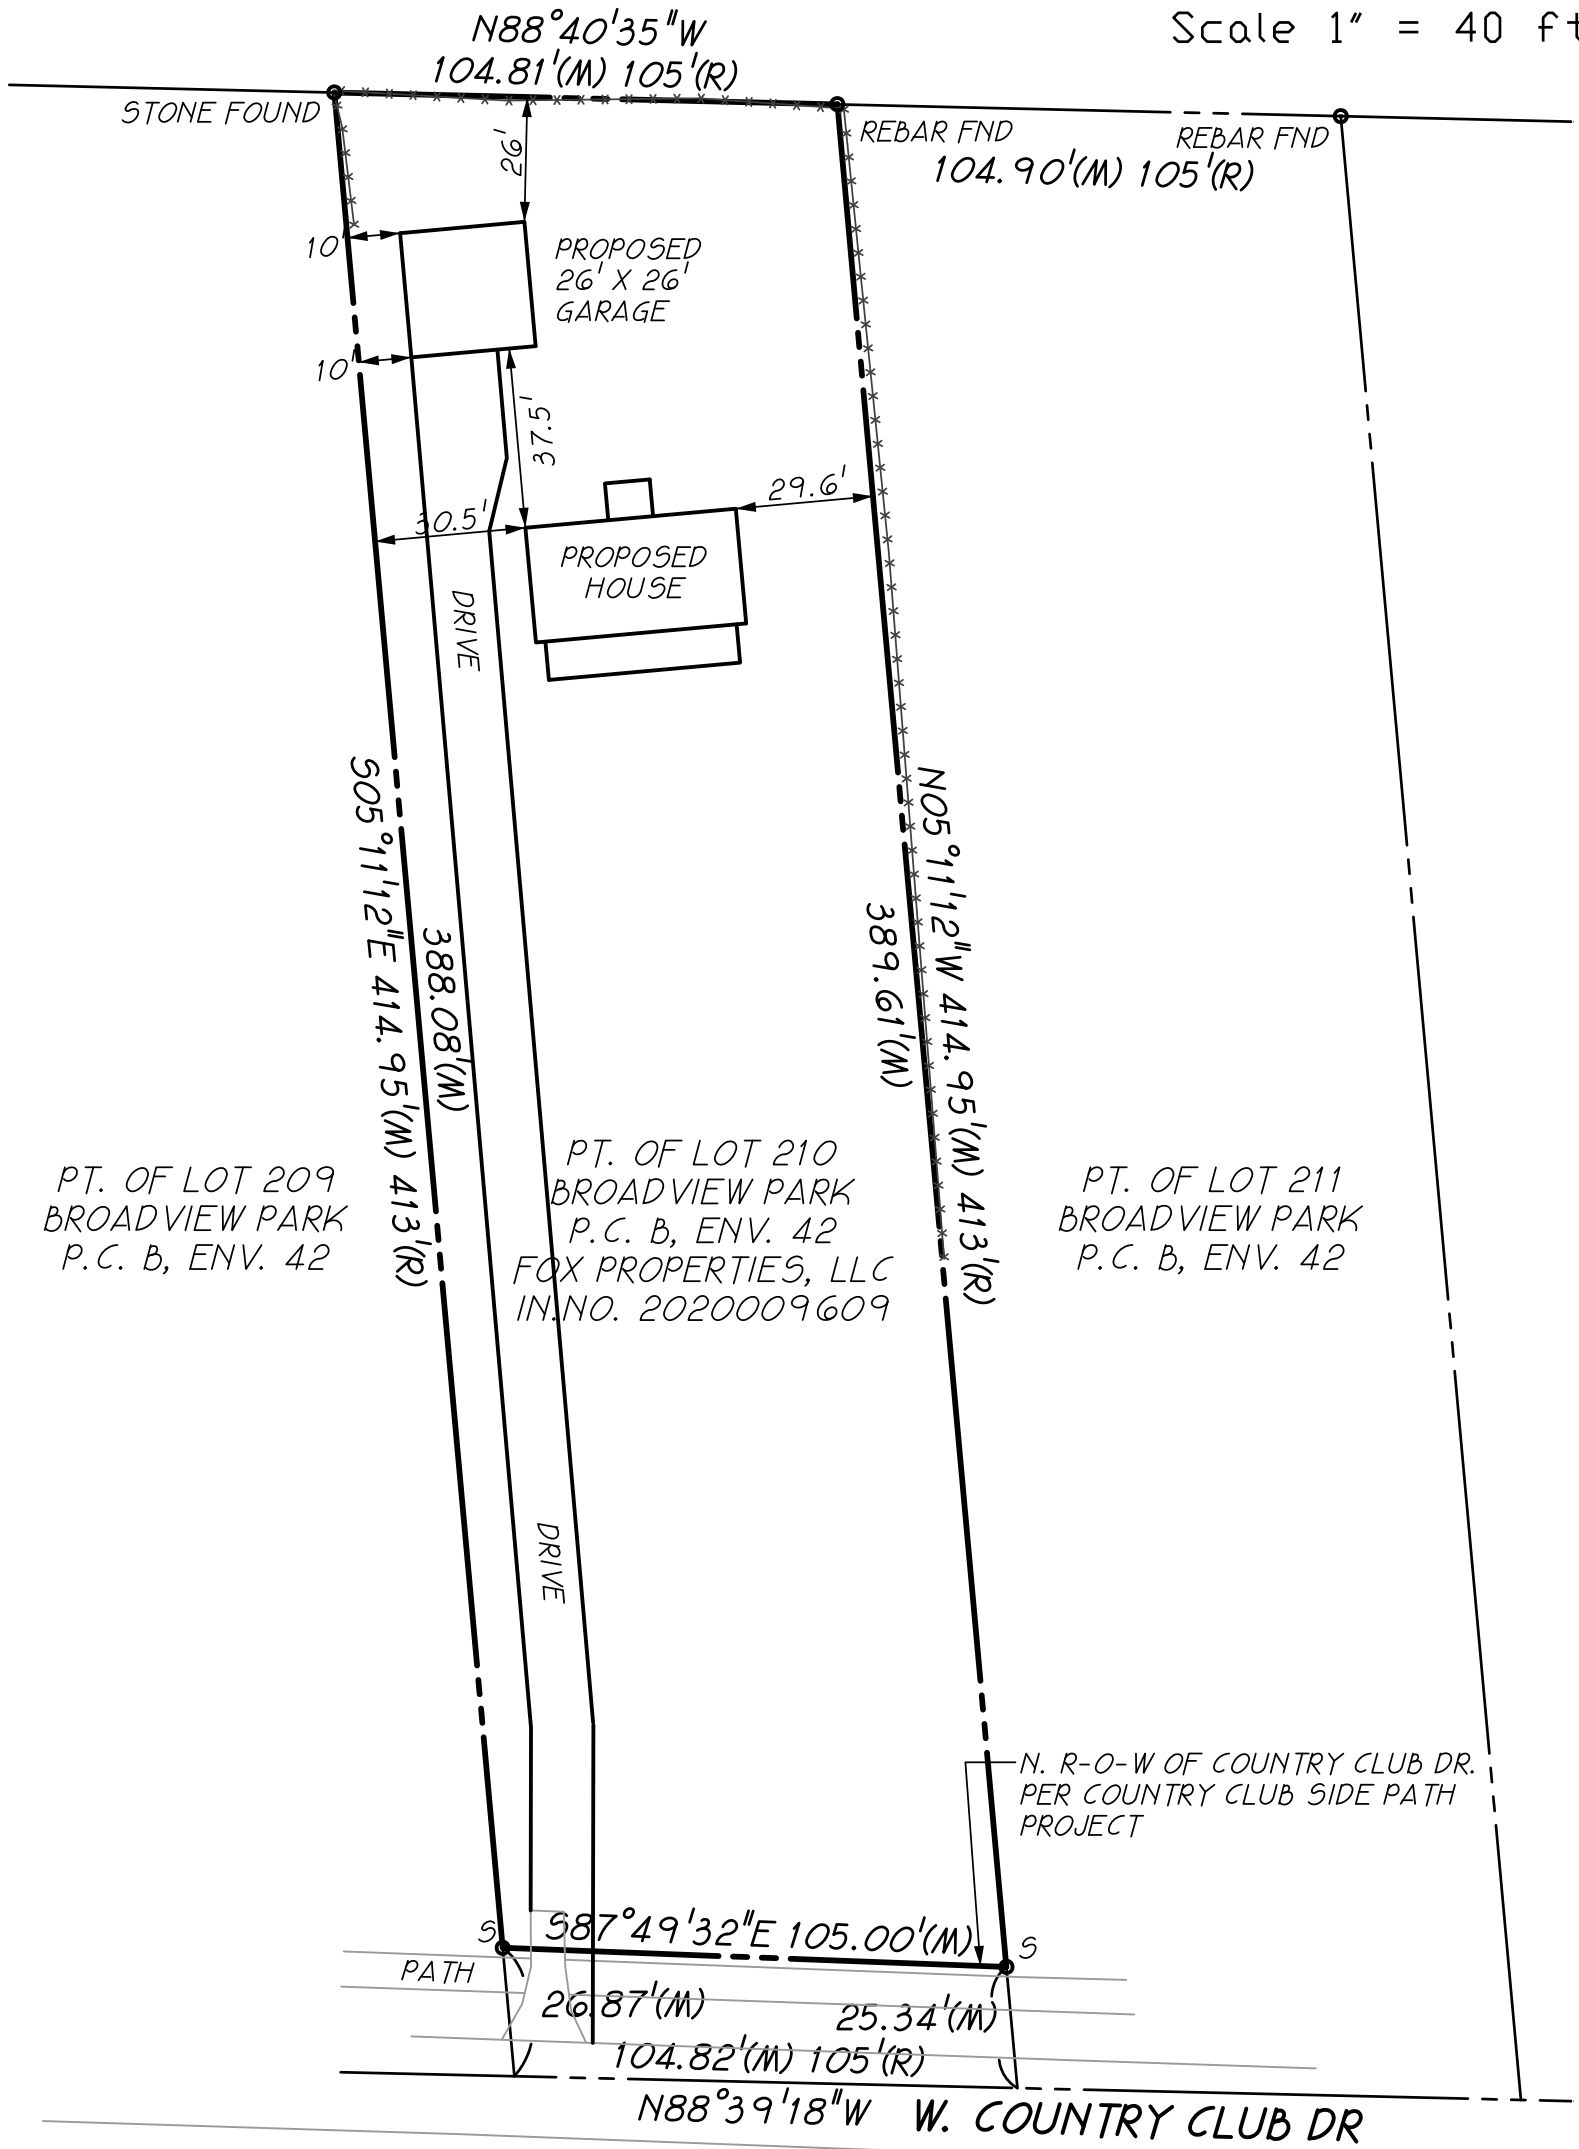 N88°40'35"W
Scale 1" = 40 ft
104.81'(M) 105'(R)
STONE FOUND
REBAR FND
REBAR FND
104.90'(M) 105'(R)
26'
10'
PROPOSED
26' X 26'
GARAGE
10'
37.5'
29.6'
30.5'
PROPOSED
HOUSE
DRIVE
S05°11'12"E 414.95'(M) 413'(R)
388.08'(M)
389.61'(M)
N05°11'12"W 414.95'(M) 413'(R)
PT. OF LOT 209
BROADVIEW PARK
P.C. B, ENV. 42
PT. OF LOT 210
BROADVIEW PARK
P.C. B, ENV. 42
FOX PROPERTIES, LLC
IN.NO. 2020009609
PT. OF LOT 211
BROADVIEW PARK
P.C. B, ENV. 42
DRIVE
N. R-O-W OF COUNTRY CLUB DR.
PER COUNTRY CLUB SIDE PATH
PROJECT
S
S87°49'32"E 105.00'(M)
S
PATH
26.87'(M)
25.34'(M)
104.82'(M) 105'(R)
N88°39'18"W
W. COUNTRY CLUB DR